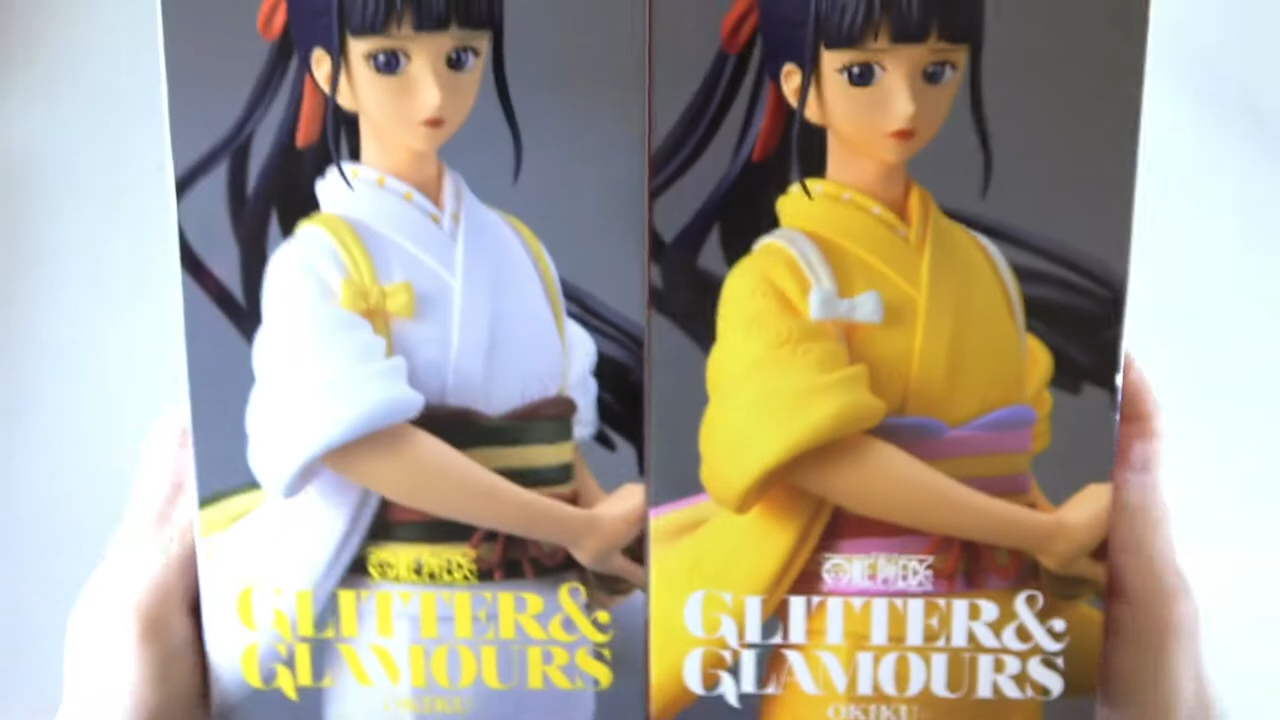 ONE PIECE
GLITTER&
GLAMOURS
OKIKU
ONE PIECE
GLITTER&
GLAMOURS
OKIKU